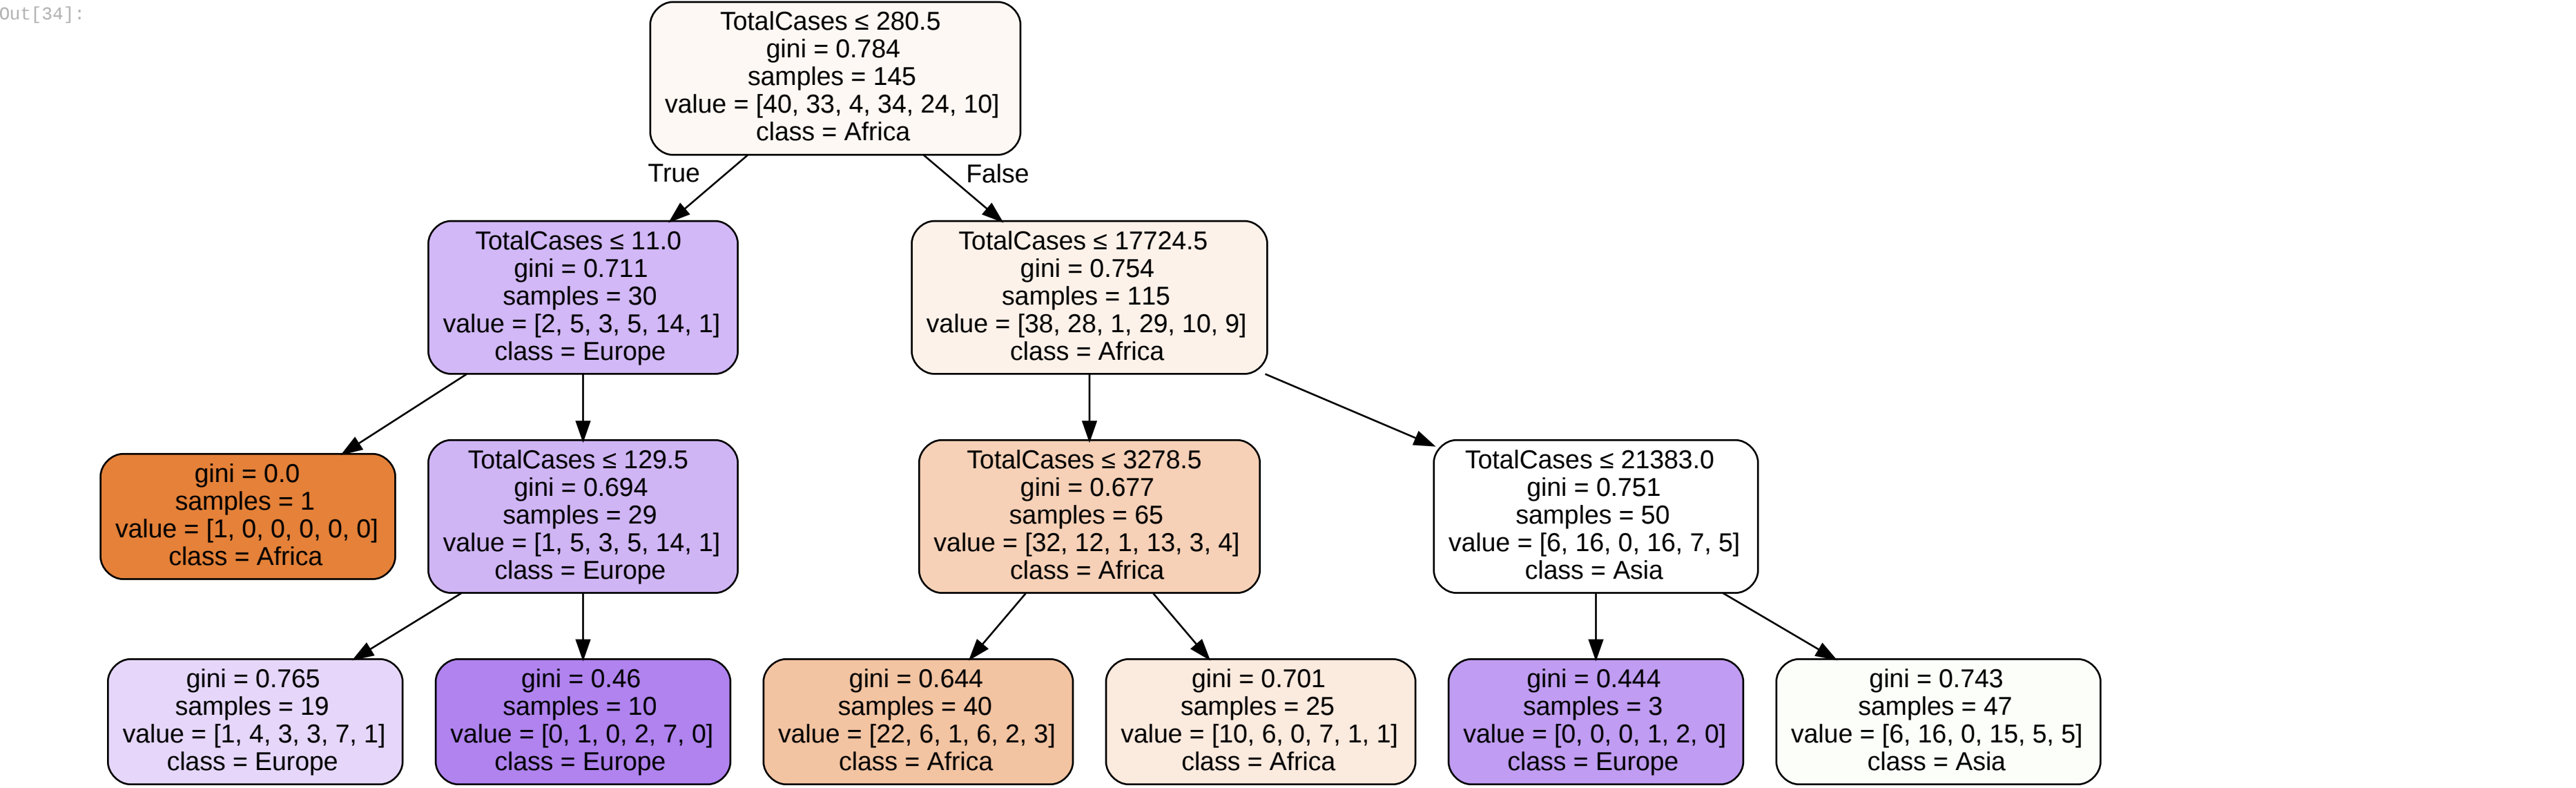 Out[34]:
TotalCases ≤ 280.5
gini = 0.784
samples = 145
value = [40, 33, 4, 34, 24, 10]
class = Africa
True
False
TotalCases ≤ 11.0
gini = 0.711
samples = 30
value = [2, 5, 3, 5, 14, 1]
class = Europe
TotalCases ≤ 17724.5
gini = 0.754
samples = 115
value = [38, 28, 1, 29, 10, 9]
class = Africa
gini = 0.0
samples = 1
value = [1, 0, 0, 0, 0, 0]
class = Africa
TotalCases ≤ 129.5
gini = 0.694
samples = 29
value = [1, 5, 3, 5, 14, 1]
class = Europe
TotalCases ≤ 3278.5
gini = 0.677
samples = 65
value = [32, 12, 1, 13, 3, 4]
class = Africa
TotalCases ≤ 21383.0
gini = 0.751
samples = 50
value = [6, 16, 0, 16, 7, 5]
class = Asia
gini = 0.765
samples = 19
value = [1, 4, 3, 3, 7, 1]
class = Europe
gini = 0.46
samples = 10
value = [0, 1, 0, 2, 7, 0]
class = Europe
gini = 0.644
samples = 40
value = [22, 6, 1, 6, 2, 3]
class = Africa
gini = 0.701
samples = 25
value = [10, 6, 0, 7, 1, 1]
class = Africa
gini = 0.444
samples = 3
value = [0, 0, 0, 1, 2, 0]
class = Europe
gini = 0.743
samples = 47
value = [6, 16, 0, 15, 5, 5]
class = Asia